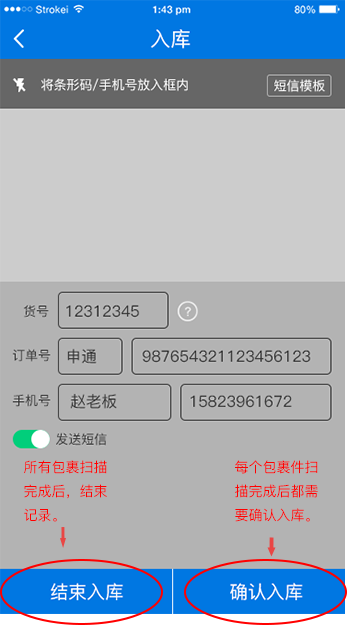 Strokei 1:43 pm 80%
入库
将条形码/手机号放入框内 短信模板
货号 12312345 ?
订单号 申通 987654321123456123
手机号 赵老板 15823961672
发送短信
所有包裹扫描
完成后，结束
记录。
每个包裹件扫
描完成后都需
要确认入库。
结束入库 确认入库